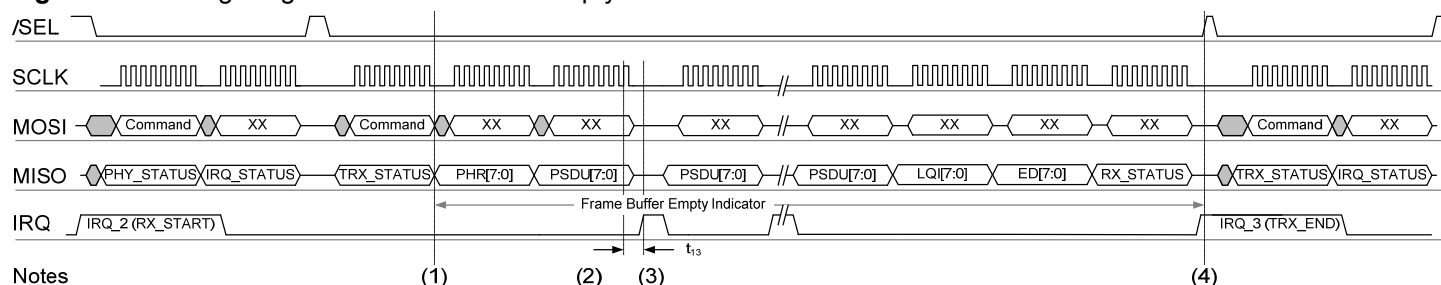 /SEL
SCLK
MOSI Command XX Command XX XX XX XX XX XX XX Command XX
MISO PHY_STATUS IRQ_STATUS TRX_STATUS PHR[7:0] PSDU[7:0] PSDU[7:0] PSDU[7:0] LQI[7:0] ED[7:0] RX_STATUS TRX_STATUS IRQ_STATUS
Frame Buffer Empty Indicator
IRQ IRQ_2 (RX_START) IRQ_3 (TRX_END)
t13
Notes (1) (2) (3) (4)